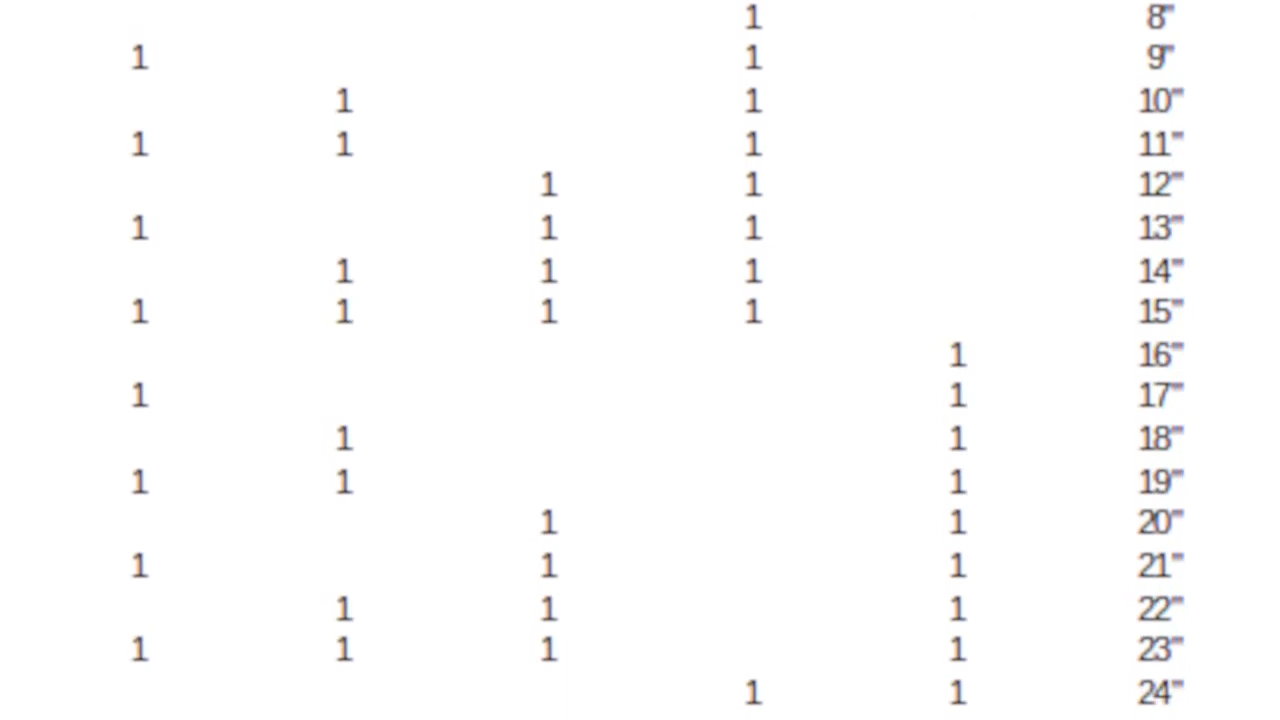 1 8"
1 1 9"
1 1 10"
1 1 1 11"
1 1 12"
1 1 1 13"
1 1 1 14"
1 1 1 1 15"
1 16"
1 1 17"
1 1 18"
1 1 1 19"
1 1 20"
1 1 1 21"
1 1 1 22"
1 1 1 1 23"
1 1 24"